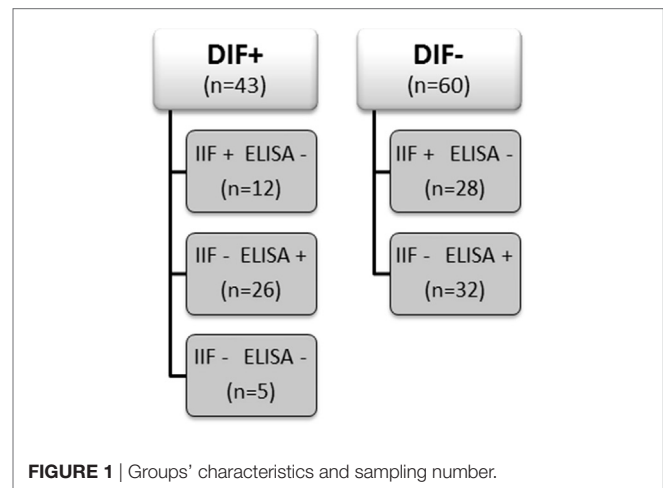 DIF+
(n=43)
IIF + ELISA -
(n=12)
IIF - ELISA +
(n=26)
IIF - ELISA -
(n=5)
DIF-
(n=60)
IIF + ELISA -
(n=28)
IIF - ELISA +
(n=32)
FIGURE 1 | Groups' characteristics and sampling number.